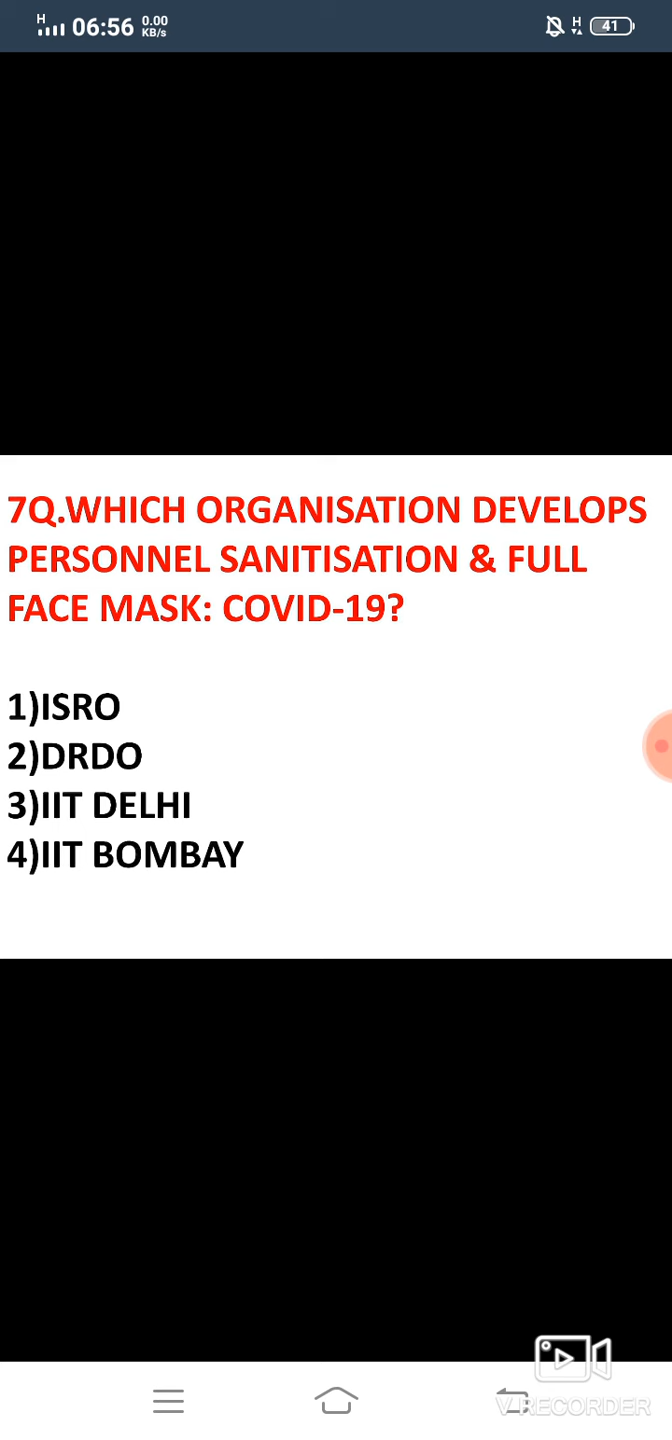 H 06:56 0.00 KB/s H 41
7Q.WHICH ORGANISATION DEVELOPS
PERSONNEL SANITISATION & FULL
FACE MASK: COVID-19?
1)ISRO
2)DRDO
3)IIT DELHI
4)IIT BOMBAY
V RECORDER